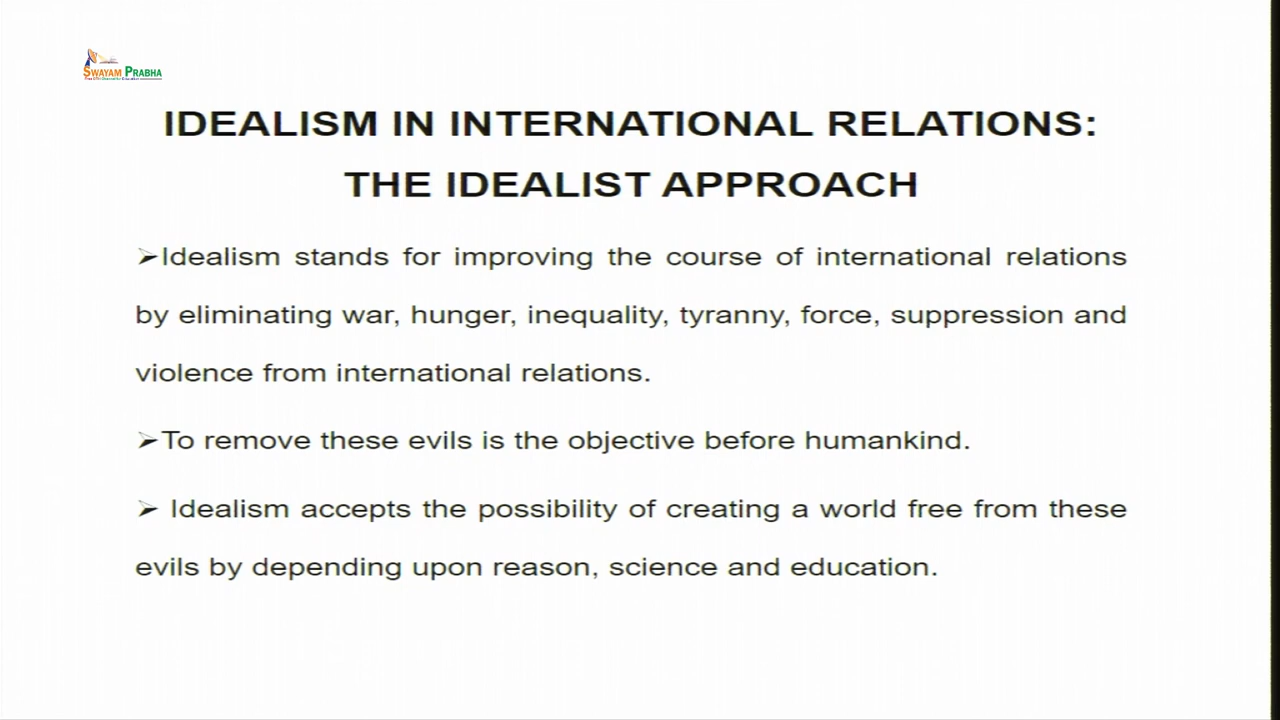 SWAYAM PRABHA
IDEALISM IN INTERNATIONAL RELATIONS:
THE IDEALIST APPROACH
➢Idealism stands for improving the course of international relations
by eliminating war, hunger, inequality, tyranny, force, suppression and
violence from international relations.
➢To remove these evils is the objective before humankind.
➢ Idealism accepts the possibility of creating a world free from these
evils by depending upon reason, science and education.